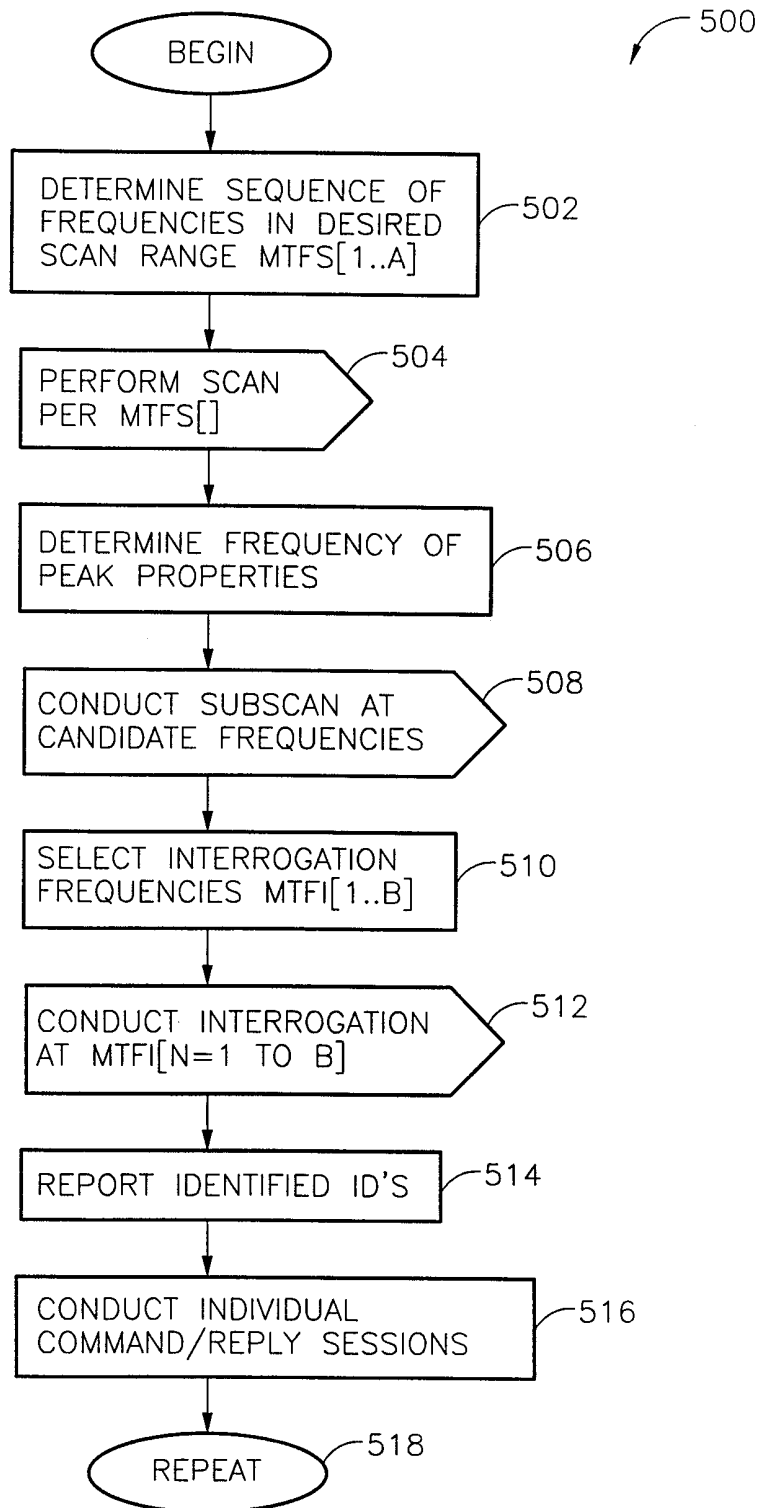 500
BEGIN
DETERMINE SEQUENCE OF
FREQUENCIES IN DESIRED
SCAN RANGE MTFS[1..A]
502
PERFORM SCAN
PER MTFS[]
504
DETERMINE FREQUENCY OF
PEAK PROPERTIES
506
CONDUCT SUBSCAN AT
CANDIDATE FREQUENCIES
508
SELECT INTERROGATION
FREQUENCIES MTFI[1..B]
510
CONDUCT INTERROGATION
AT MTFI[N=1 TO B]
512
REPORT IDENTIFIED ID'S
514
CONDUCT INDIVIDUAL
COMMAND/REPLY SESSIONS
516
REPEAT
518